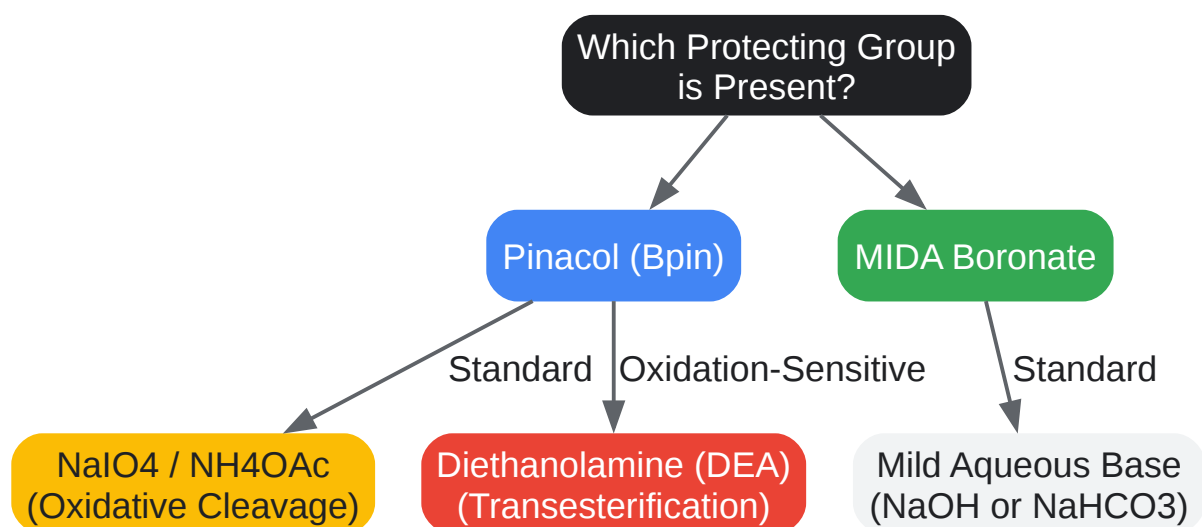 Which Protecting Group
is Present?
Pinacol (Bpin)
MIDA Boronate
Standard
Oxidation-Sensitive
Standard
NaIO4 / NH4OAc
(Oxidative Cleavage)
Diethanolamine (DEA)
(Transesterification)
Mild Aqueous Base
(NaOH or NaHCO3)